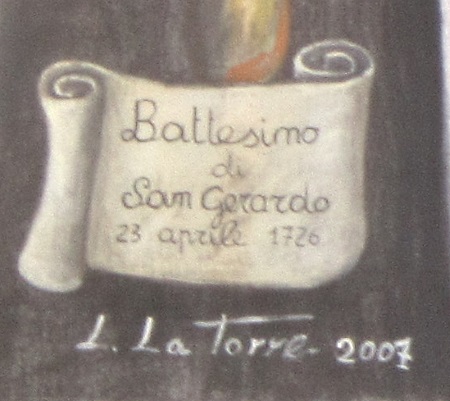 Battesimo
di
San Gerardo
23 aprile 1726
L. La Torre - 2007